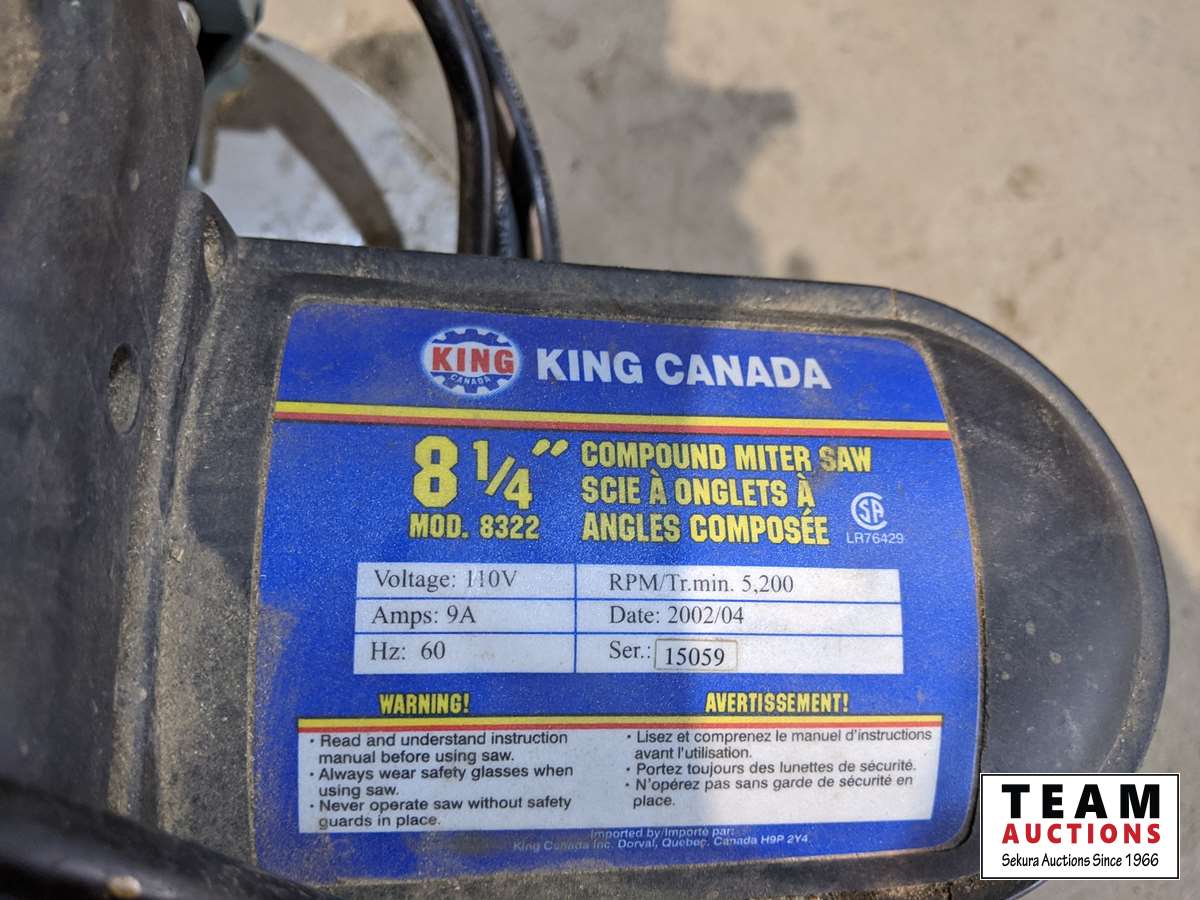 KING
CANADA
KING CANADA
8 1/4"
MOD. 8322
COMPOUND MITER SAW
SCIE À ONGLETS À
ANGLES COMPOSÉE
SA
LR76429
Voltage: 110V
RPM/Tr.min. 5,200
Amps: 9A
Date: 2002/04
Hz: 60
Ser.: 15059
WARNING!
· Read and understand instruction
manual before using saw.
· Always wear safety glasses when
using saw.
· Never operate saw without safety
guards in place.
AVERTISSEMENT!
· Lisez et comprenez le manuel d'instructions
avant l'utilisation.
· Portez toujours des lunettes de sécurité.
· N'opérez pas sans garde de sécurité en
place.
Imported by/Importé par:
King Canada Inc. Dorval, Quebec, Canada H9P 2Y4
TEAM
AUCTIONS
Sekura Auctions Since 1966